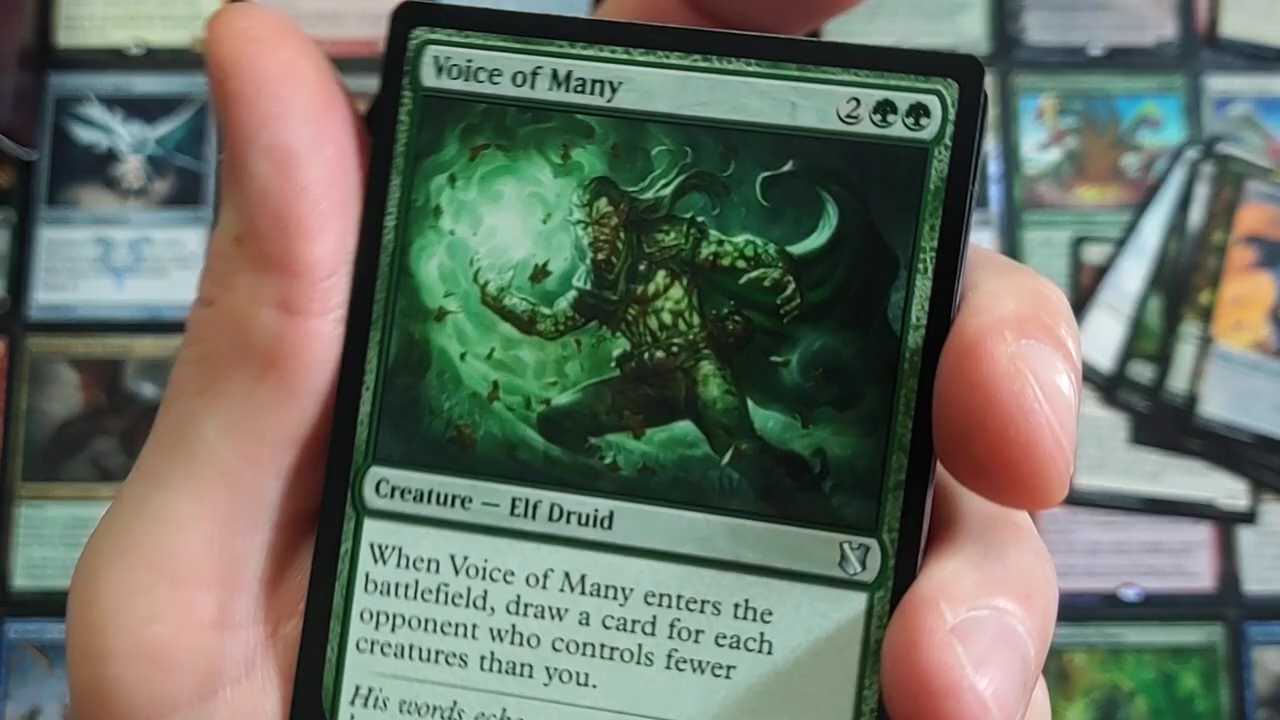 Voice of Many
2
Creature — Elf Druid
When Voice of Many enters the
battlefield, draw a card for each
opponent who controls fewer
creatures than you.
His words echo